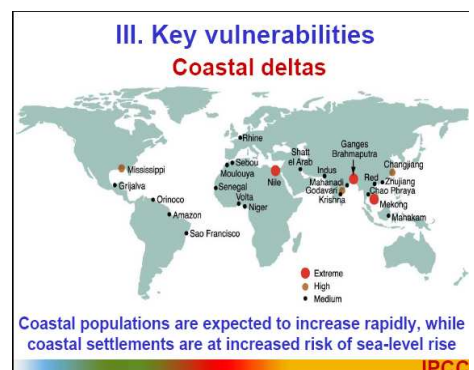 III. Key vulnerabilities
Coastal deltas
Rhine
Ganges
Brahmaputra
Shatt
el Arab
Changjiang
Sebou
Moulouya
Indus
Mahanadi
Godavari
Krishna
Red
Zhujiang
Chao Phraya
Mississippi
Nile
Grijalva
Senegal
Mekong
Volta
Niger
Orinoco
Mahakam
Amazon
Sao Francisco
Extreme
High
Medium
Coastal populations are expected to increase rapidly, while
coastal settlements are at increased risk of sea-level rise
IPCC